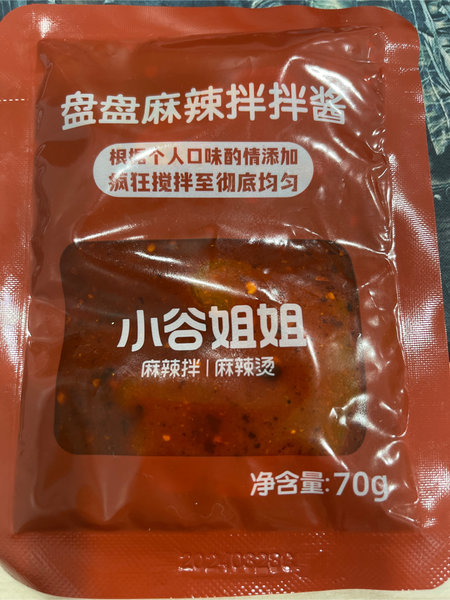 盘盘麻辣拌拌酱
根据个人口味酌情添加
疯狂搅拌至彻底均匀
小谷姐姐
麻辣拌|麻辣烫
净含量:70g